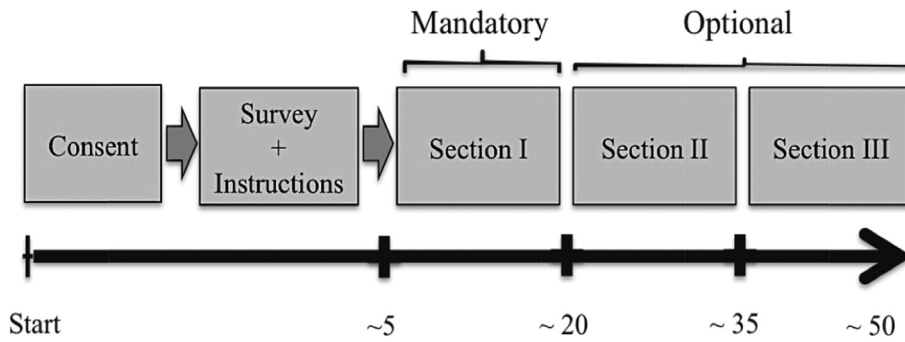 Mandatory
Optional
Consent
Survey
+
Instructions
Section I
Section II
Section III
Start
~5
~ 20
~ 35
~ 50